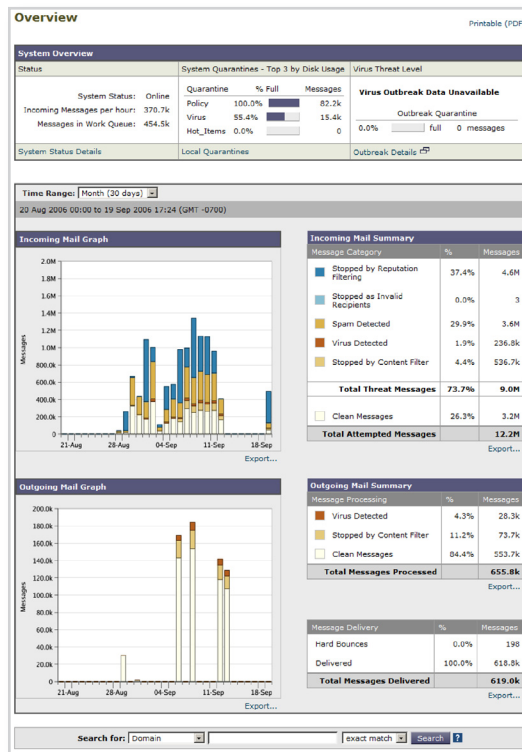 Overview
Printable (PDF
System Overview
Status
System Quarantines - Top 3 by Disk Usage
Virus Threat Level
System Status: Online
Incoming Messages per hour: 370.7k
Messages in Work Queue: 454.5k
Quarantine % Full Messages
Policy 100.0% 82.2k
Virus 55.4% 15.4k
Hot_Items 0.0% 0
Virus Outbreak Data Unavailable
Outbreak Quarantine
0.0% full 0 messages
System Status Details
Local Quarantines
Outbreak Details
Time Range: Month (30 days)
20 Aug 2006 00:00 to 19 Sep 2006 17:24 (GMT -0700)
Incoming Mail Graph
2.0M
1.8M
1.6M
1.4M
1.2M
1.0M
800.0k
600.0k
400.0k
200.0k
0
Messages
21-Aug 28-Aug 04-Sep 11-Sep 18-Sep
Export...
Incoming Mail Summary
Message Category % Messages
Stopped by Reputation Filtering 37.4% 4.6M
Stopped as Invalid Recipients 0.0% 3
Spam Detected 29.9% 3.6M
Virus Detected 1.9% 236.8k
Stopped by Content Filter 4.4% 536.7k
Total Threat Messages 73.7% 9.0M
Clean Messages 26.3% 3.2M
Total Attempted Messages 12.2M
Export...
Outgoing Mail Graph
200.0k
180.0k
160.0k
140.0k
120.0k
100.0k
80.0k
60.0k
40.0k
20.0k
0
Messages
21-Aug 28-Aug 04-Sep 11-Sep 18-Sep
Export...
Outgoing Mail Summary
Message Processing % Messages
Virus Detected 4.3% 28.3k
Stopped by Content Filter 11.2% 73.7k
Clean Messages 84.4% 553.7k
Total Messages Processed 655.8k
Export...
Message Delivery % Messages
Hard Bounces 0.0% 198
Delivered 100.0% 618.8k
Total Messages Delivered 619.0k
Export...
Search for: Domain exact match Search ?